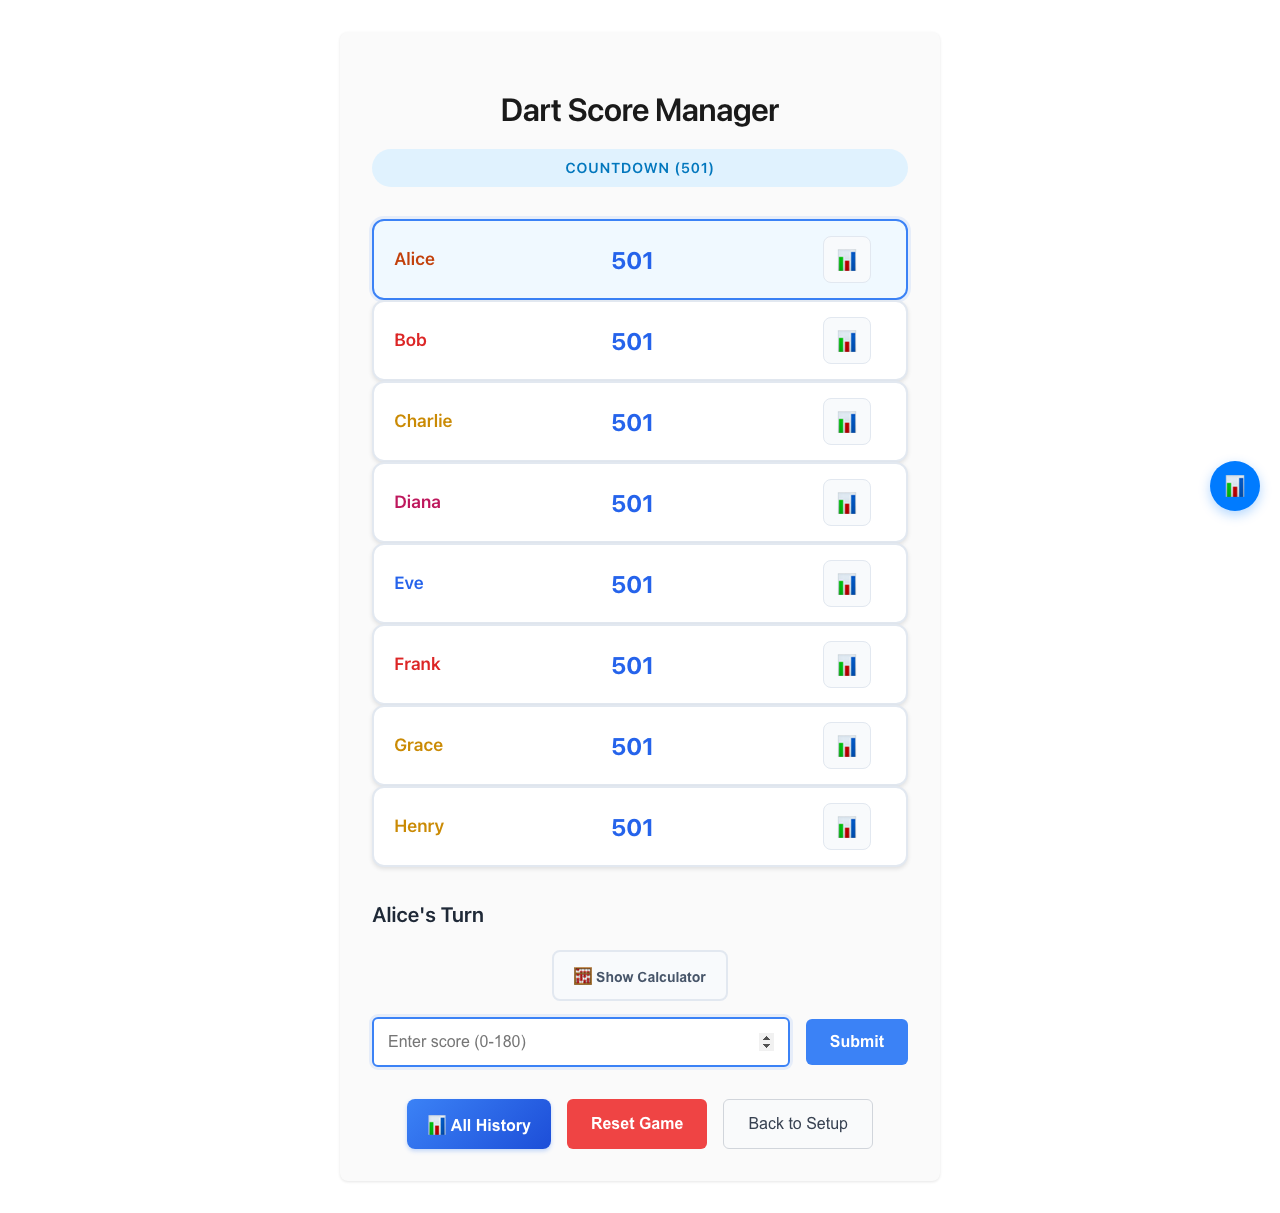 Dart Score Manager
COUNTDOWN (501)
Alice 501
Bob 501
Charlie 501
Diana 501
Eve 501
Frank 501
Grace 501
Henry 501
Alice's Turn
Show Calculator
Enter score (0-180) Submit
All History Reset Game Back to Setup